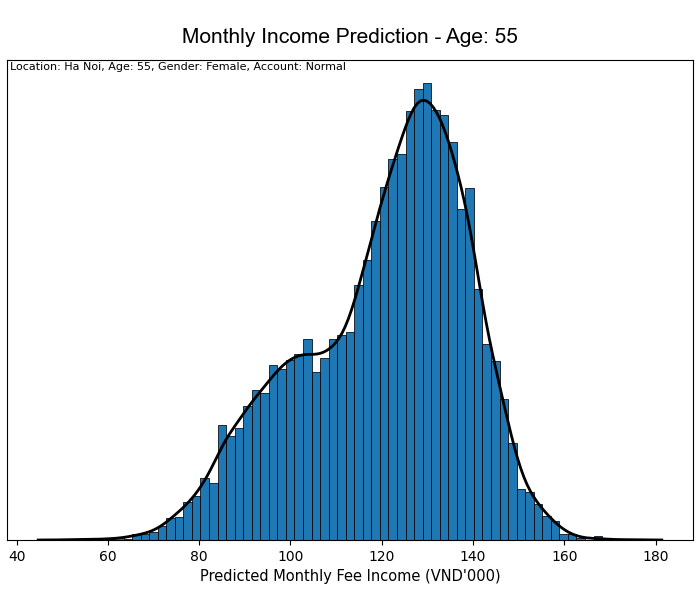 Monthly Income Prediction - Age: 55
Location: Ha Noi, Age: 55, Gender: Female, Account: Normal
40 60 80 100 120 140 160 180
Predicted Monthly Fee Income (VND'000)